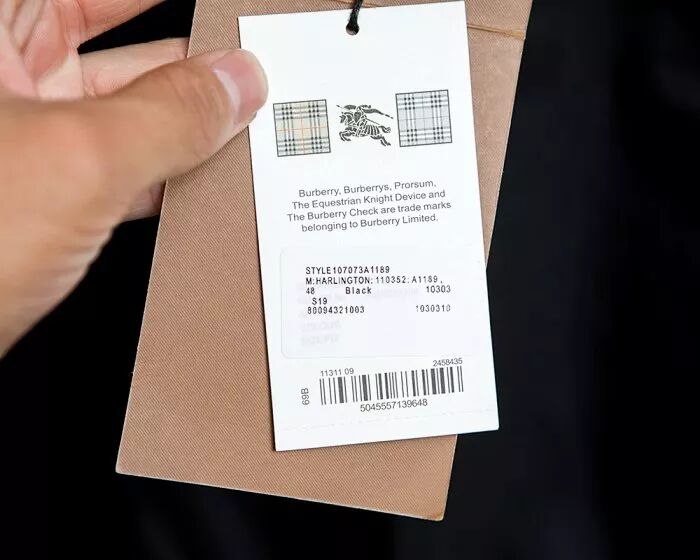 Burberry, Burberrys, Prorsum,
The Equestrian Knight Device and
The Burberry Check are trade marks
belonging to Burberry Limited.
STYLE107073A1189
M:HARLINGTON:110352:A1189,
48 Black 10303
S19
80094321003 1030310
11311 09 2458435
69B
5045557139648